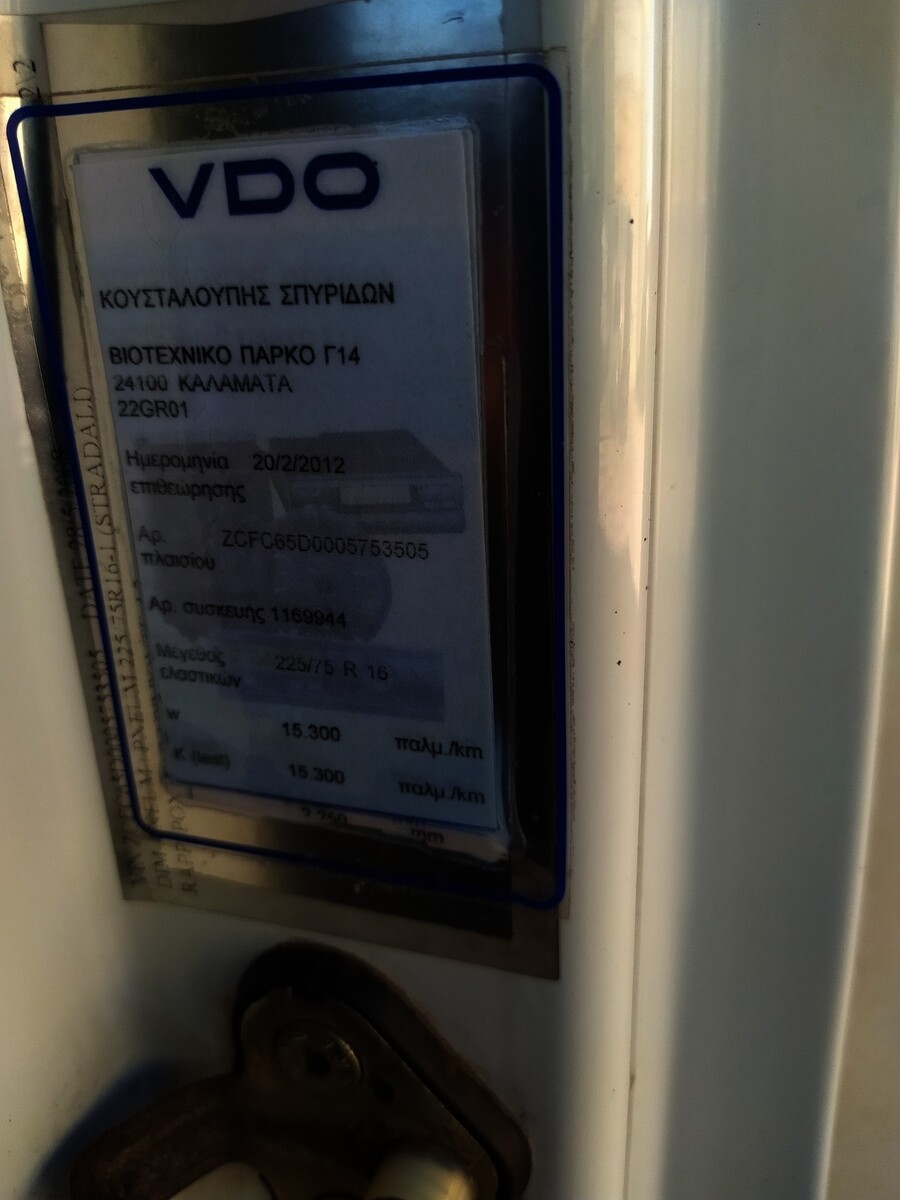 VDO
ΚΟΥΣΤΑΛΟΥΠΗΣ ΣΠΥΡΙΔΩΝ
ΒΙΟΤΕΧΝΙΚΟ ΠΑΡΚΟ Γ14
24100 ΚΑΛΑΜΑΤΑ
22GR01
Ημερομηνία επιθεώρησης 20/2/2012
Αρ. πλαισίου ZCFC65D0005753505
Αρ. συσκευής 1169944
Μέγεθος ελαστικών 225/75 R 16
w 15.300 παλμ./km
K (test) 15.300 παλμ./km
mm